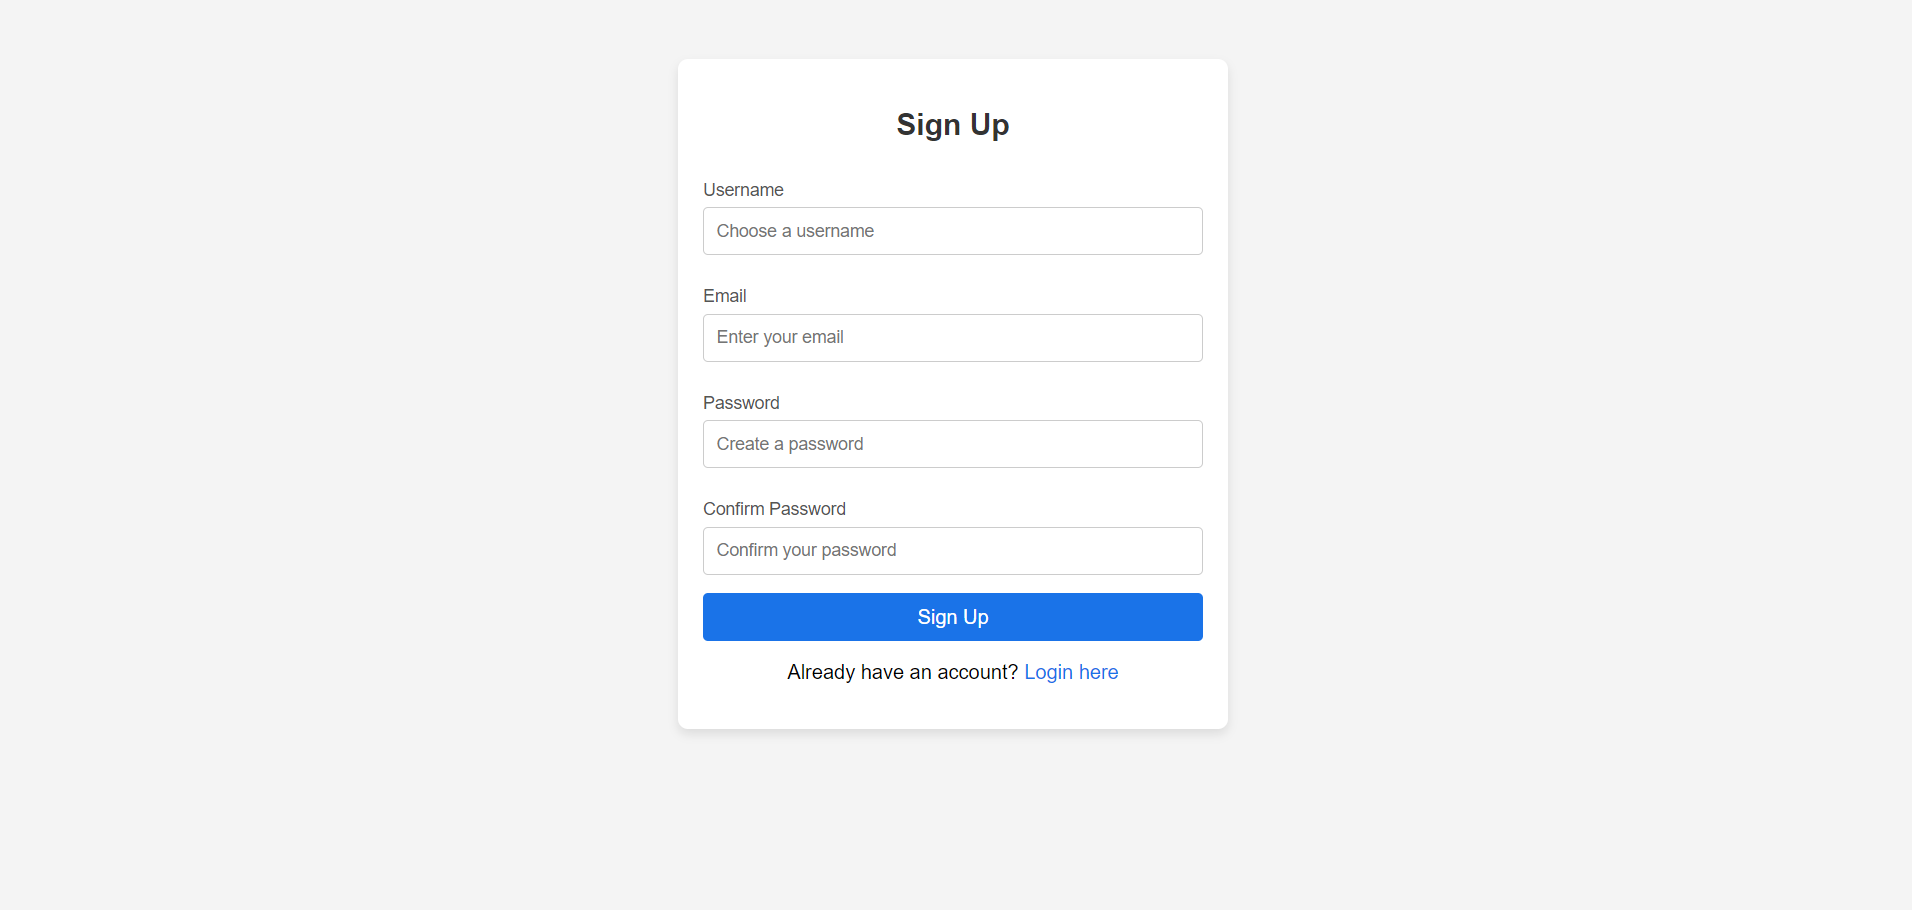 Sign Up
Username
Choose a username
Email
Enter your email
Password
Create a password
Confirm Password
Confirm your password
Sign Up
Already have an account? Login here